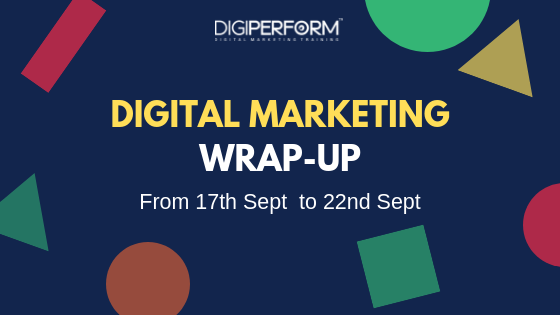 DIGIPERFORM™
DIGITAL MARKETING TRAINING
DIGITAL MARKETING
WRAP-UP
From 17th Sept  to 22nd Sept